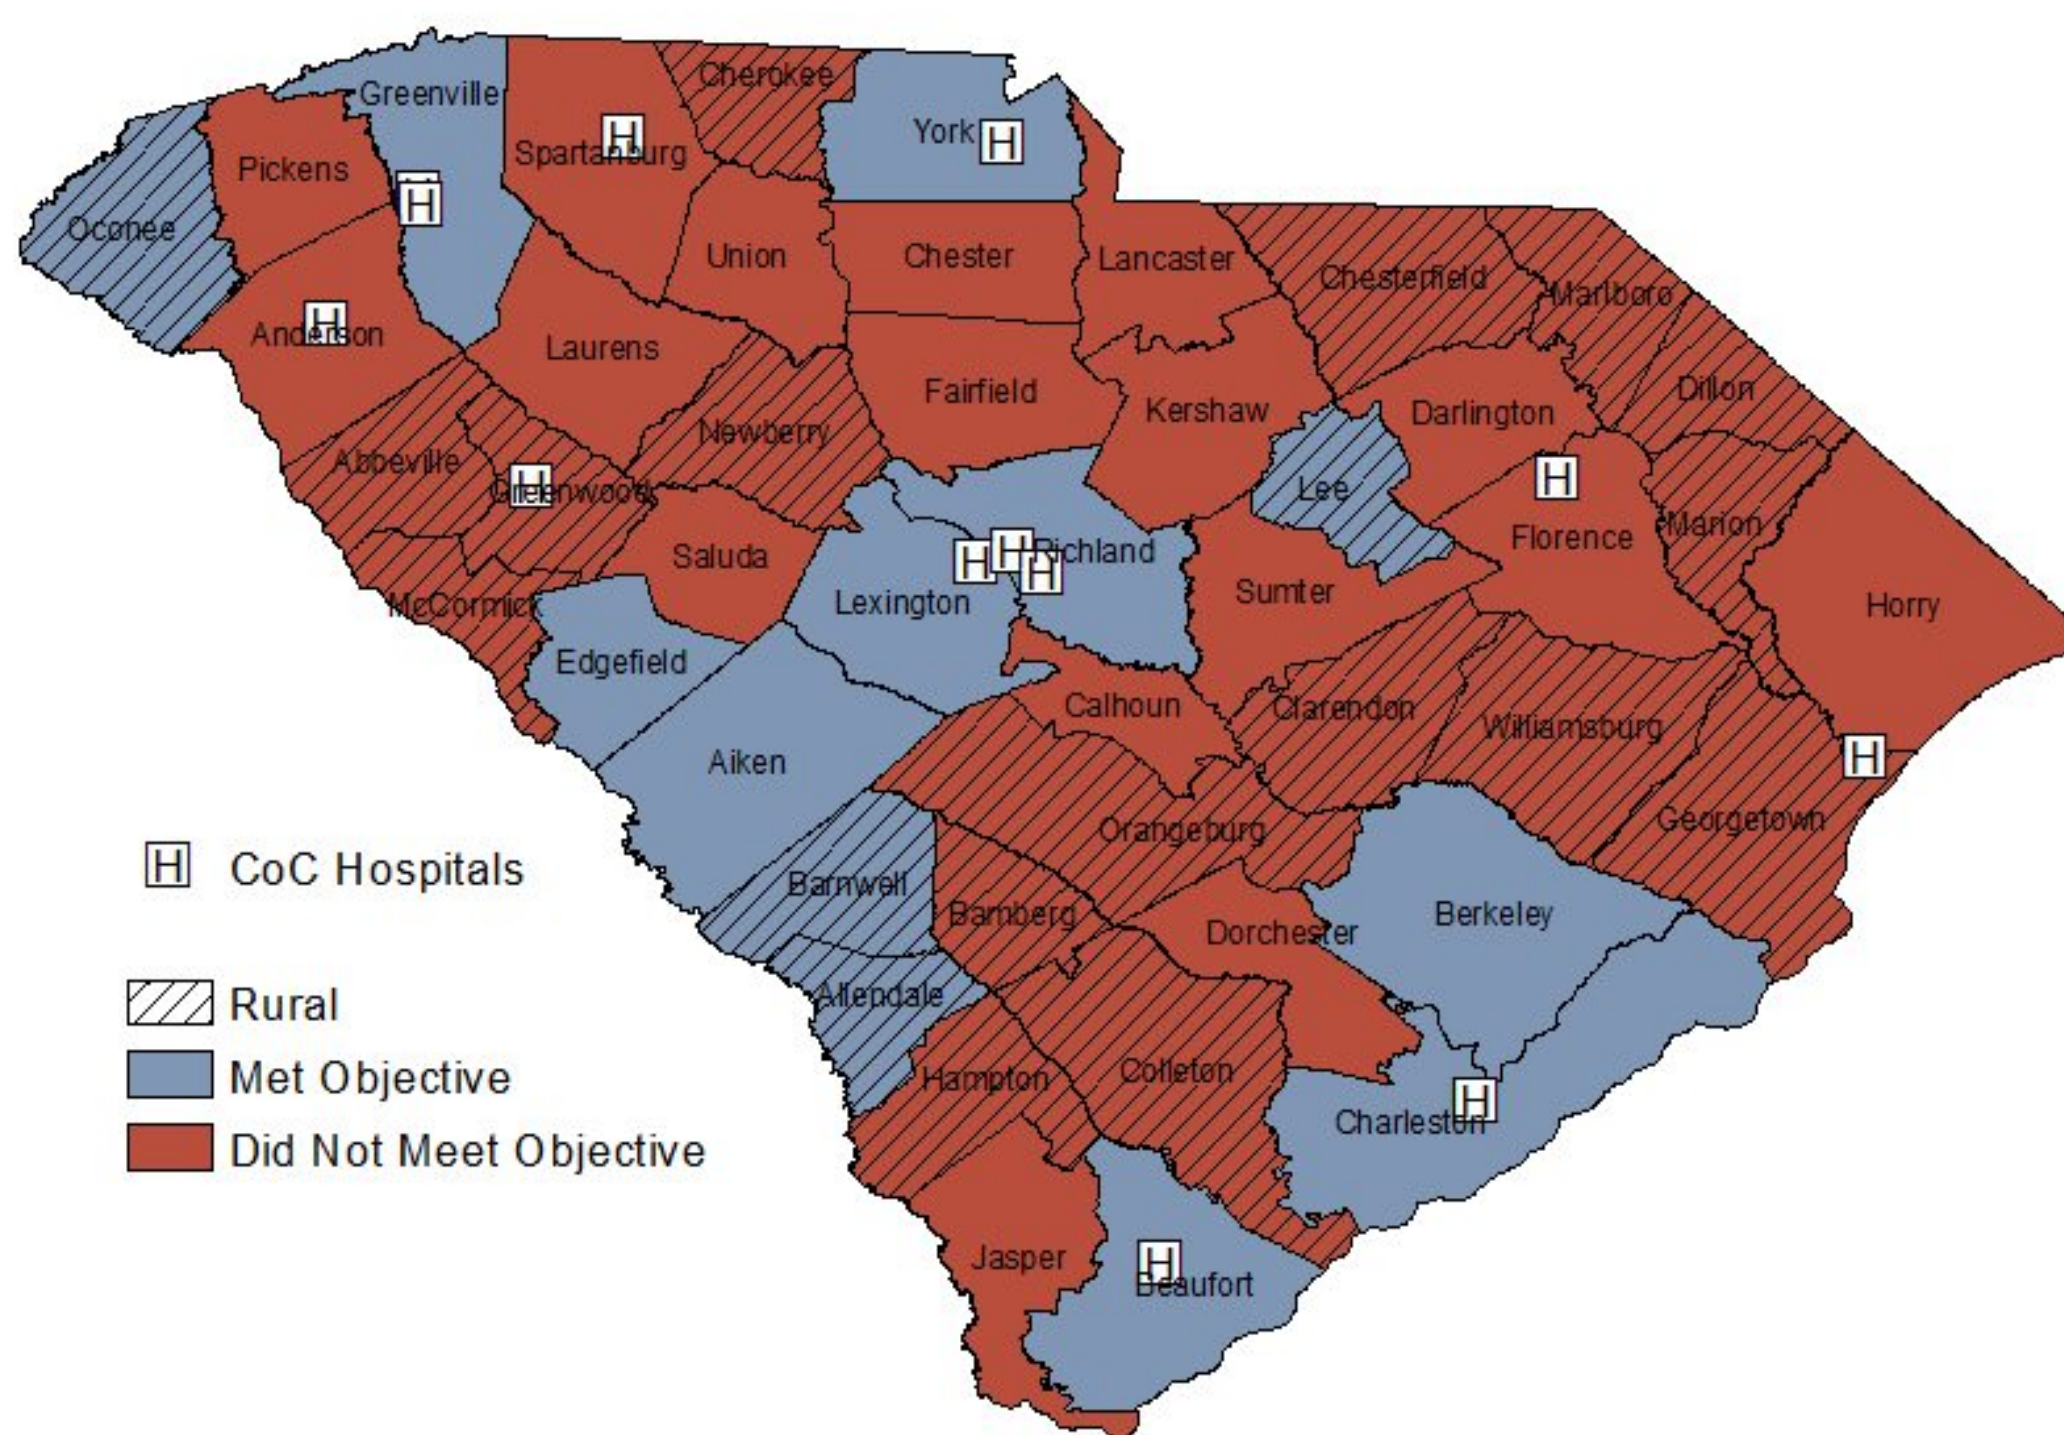 Cherokee
Greenville
York
H
H
Spartanburg
Pickens
H
Oconee
Union
Chester
Lancaster
Chesterfield
Marlboro
H
Anderson
Laurens
Dillon
Fairfield
Kershaw
Darlington
Newberry
Abbeville
H
Greenwood
Lee
H
Marion
Florence
Saluda
H
H
Richland
H
Sumter
Lexington
McCormick
Horry
Edgefield
Calhoun
Clarendon
Williamsburg
Aiken
H
Orangeburg
Georgetown
Barnwell
Bamberg
Dorchester
Berkeley
Allendale
Hampton
Colleton
H
Charleston
Jasper
H
Beaufort
H CoC Hospitals
Rural
Met Objective
Did Not Meet Objective